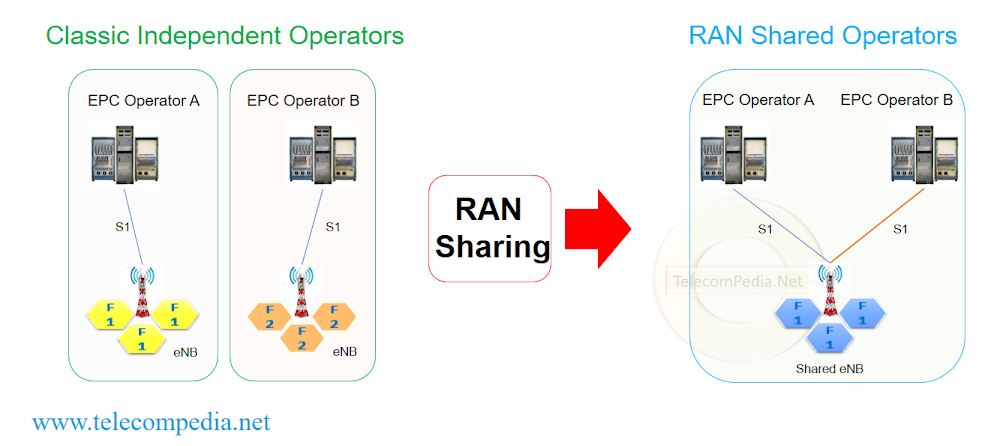 Classic Independent Operators
RAN Shared Operators
EPC Operator A
EPC Operator B
S1
S1
F
1
F
1
F
1
eNB
F
2
F
2
F
2
eNB
RAN
Sharing
EPC Operator A
EPC Operator B
S1
S1
TelecomPedia.Net
F
1
F
1
F
1
Shared eNB
www.telecompedia.net